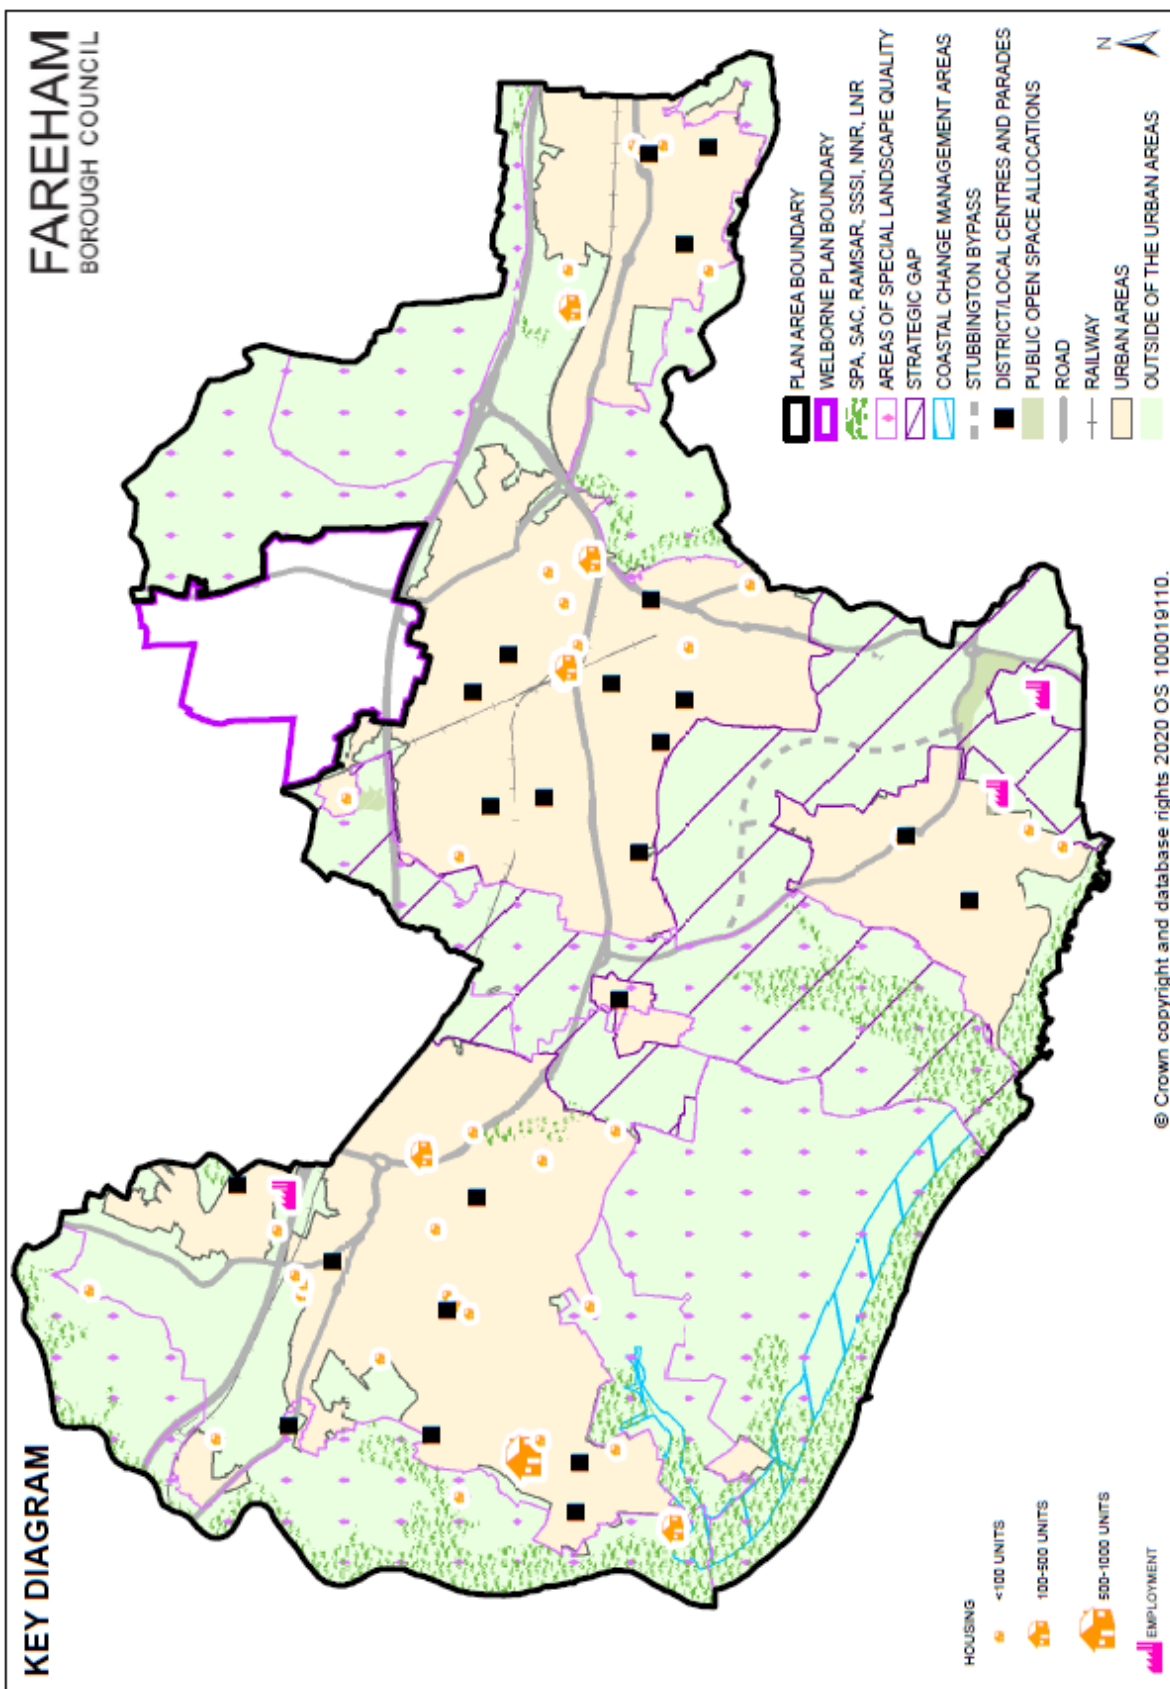 KEY DIAGRAM
FAREHAM
BOROUGH COUNCIL
PLAN AREA BOUNDARY
WELBORNE PLAN BOUNDARY
SPA, SAC, RAMSAR, SSSI, NNR, LNR
AREAS OF SPECIAL LANDSCAPE QUALITY
STRATEGIC GAP
COASTAL CHANGE MANAGEMENT AREAS
STUBBINGTON BYPASS
DISTRICT/LOCAL CENTRES AND PARADES
PUBLIC OPEN SPACE ALLOCATIONS
ROAD
RAILWAY
URBAN AREAS
OUTSIDE OF THE URBAN AREAS
N
HOUSING
<100 UNITS
100-500 UNITS
500-1000 UNITS
EMPLOYMENT
© Crown copyright and database rights 2020 OS 100019110.